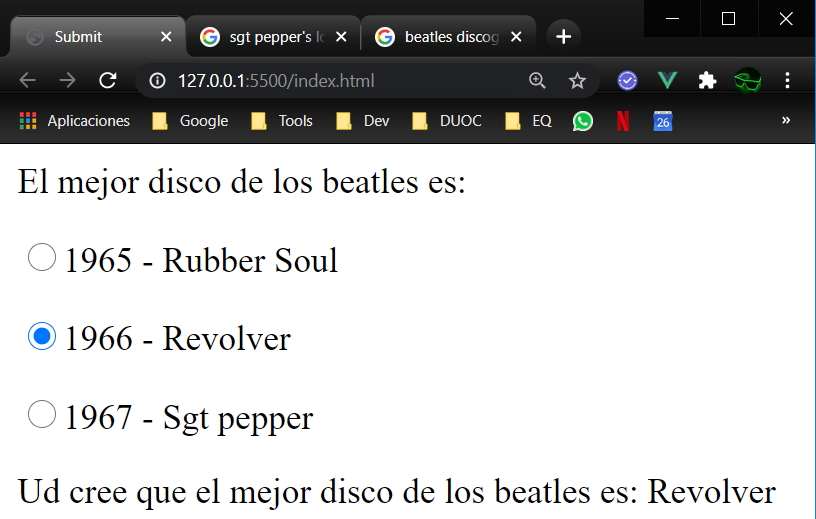 Submit
sgt pepper's lo
beatles discog
127.0.0.1:5500/index.html
Aplicaciones
Google
Tools
Dev
DUOC
EQ
26
»
El mejor disco de los beatles es:
1965 - Rubber Soul
1966 - Revolver
1967 - Sgt pepper
Ud cree que el mejor disco de los beatles es: Revolver